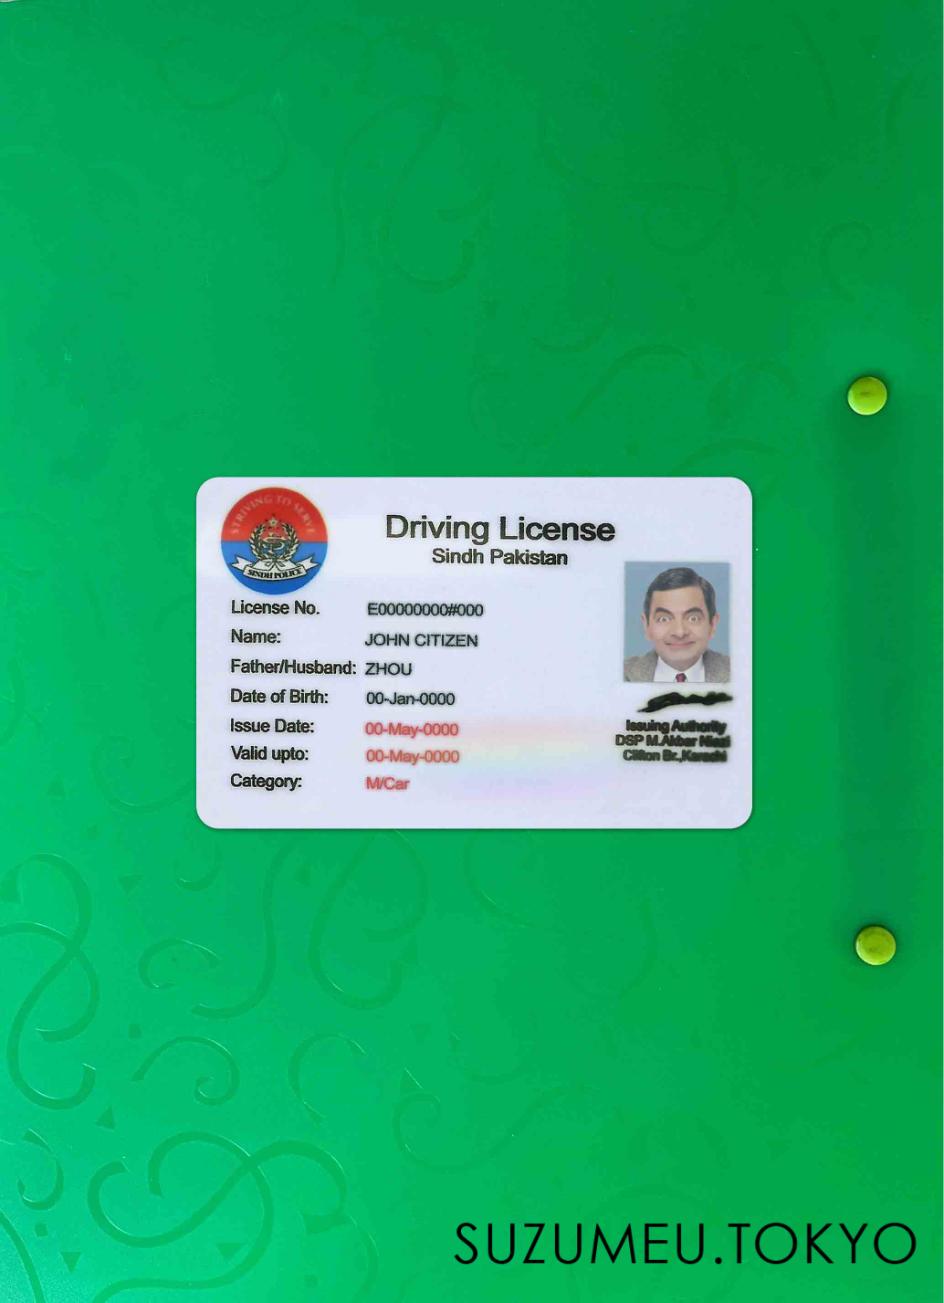 STRIVING TO SERVE
SINDH POLICE
Driving License
Sindh Pakistan
License No. E00000000#000
Name: JOHN CITIZEN
Father/Husband: ZHOU
Date of Birth: 00-Jan-0000
Issue Date: 00-May-0000
Valid upto: 00-May-0000
Category: M/Car
Issuing Authority
DSP M.Akbar Niazi
Clifton Br.,Karachi
SUZUMEU.TOKYO